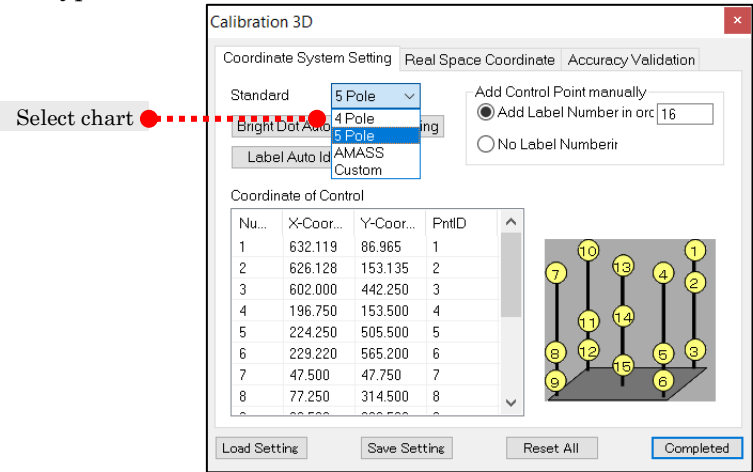 Calibration 3D
×
Coordinate System Setting Real Space Coordinate Accuracy Validation
Standard 5 Pole
Add Control Point manually
Select chart
4 Pole
5 Pole
AMASS
Custom
Bright Dot ing
Label Auto Id
Add Label Number in orc 16
No Label Numberir
Coordinate of Control
Nu... X-Coor... Y-Coor... PntID
1 632.119 86.965 1
2 626.128 153.135 2
3 602.000 442.250 3
4 196.750 153.500 4
5 224.250 505.500 5
6 229.220 565.200 6
7 47.500 47.750 7
8 77.250 314.500 8
10 1
7 13 4 2
11 14
8 12 5 3
15
9 6
Load Setting Save Setting Reset All Completed